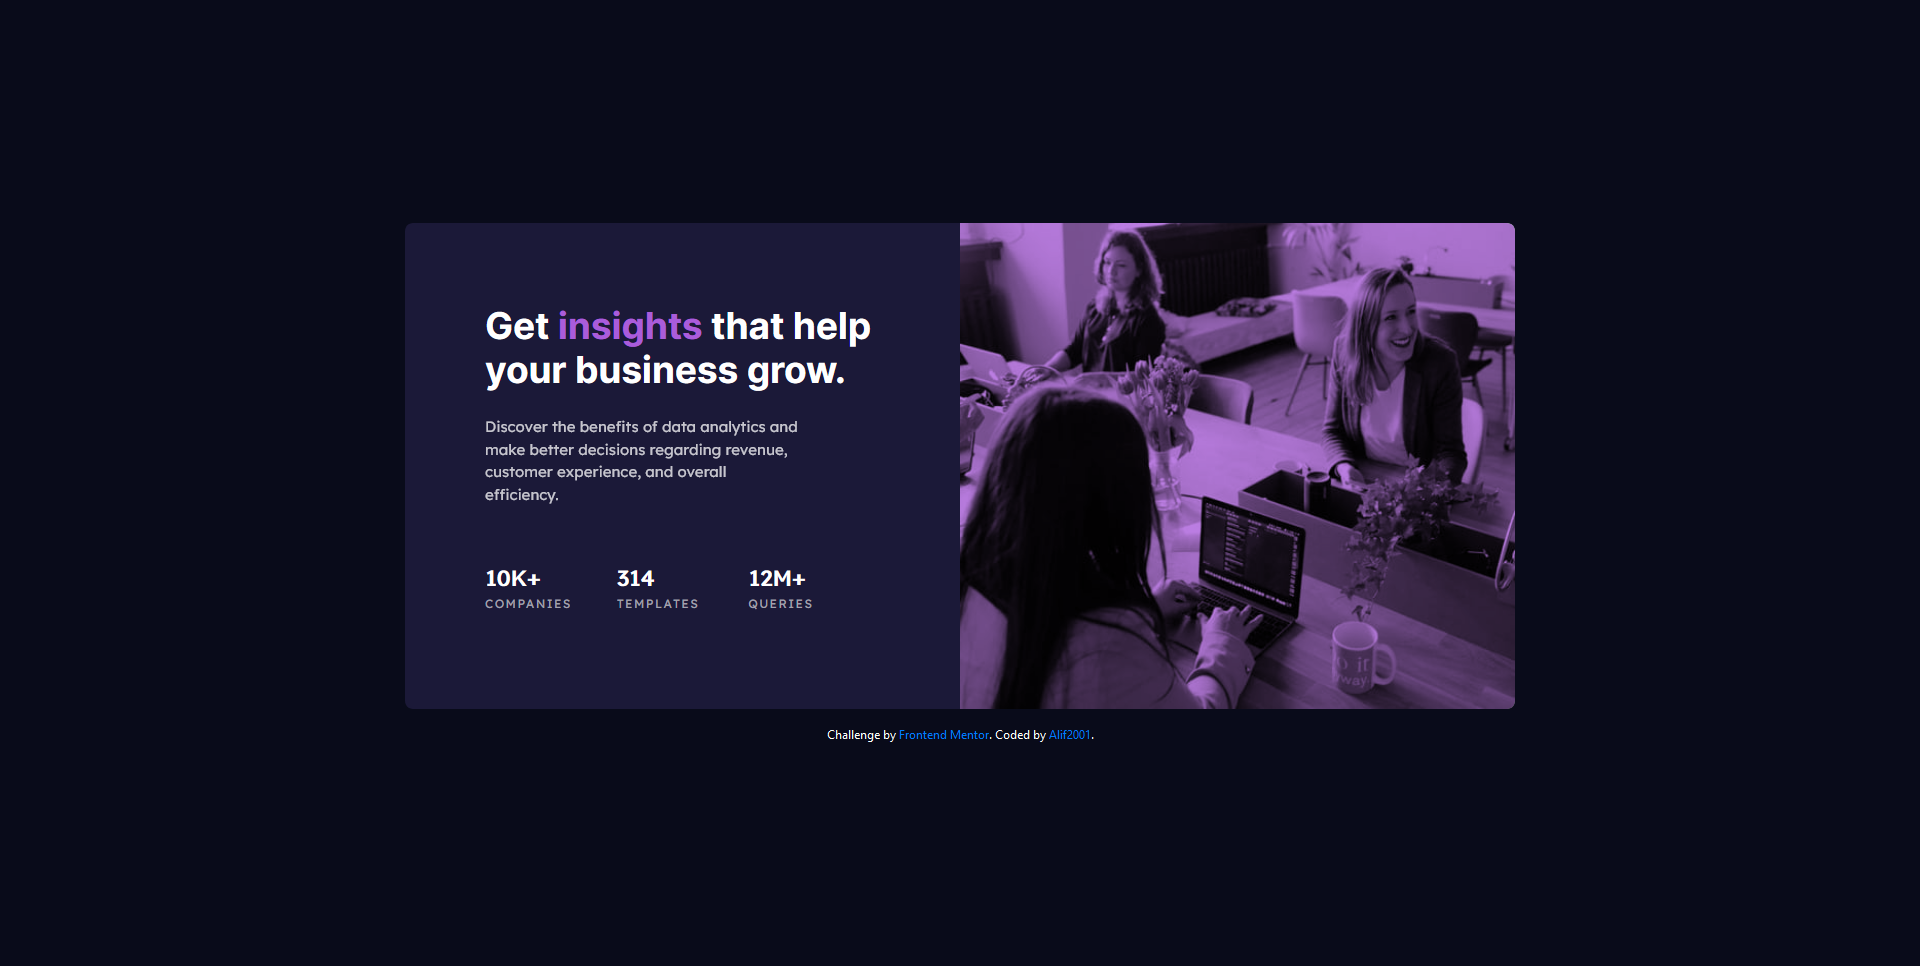 Get insights that help
your business grow.
Discover the benefits of data analytics and
make better decisions regarding revenue,
customer experience, and overall
efficiency.
10K+ 314 12M+
COMPANIES TEMPLATES QUERIES
Challenge by Frontend Mentor. Coded by Alif2001.